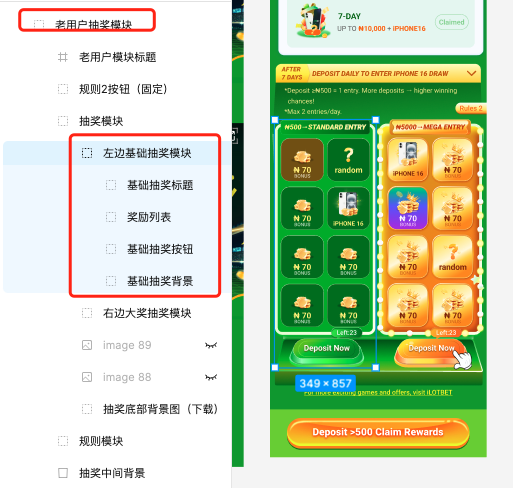 老用户抽奖模块
老用户模块标题
规则2按钮（固定）
抽奖模块
左边基础抽奖模块
基础抽奖标题
奖励列表
基础抽奖按钮
基础抽奖背景
右边大奖抽奖模块
image 89
image 88
抽奖底部背景图（下载）
规则模块
抽奖中间背景
7-DAY
UP TO ₦10,000 + IPHONE16
Claimed
AFTER
7 DAYS
DEPOSIT DAILY TO ENTER IPHONE 16 DRAW
*Deposit ≥₦500 = 1 entry. More deposits → higher winning
chances!
*Max 2 entries/day.
Rules 2
₦500→STANDARD ENTRY
₦ 70
BONUS
?
random
₦ 70
BONUS
IPHONE 16
₦ 70
BONUS
₦ 70
BONUS
₦ 70
BONUS
₦ 70
BONUS
Left:23
Deposit Now
₦5000→MEGA ENTRY
IPHONE 16
₦ 70
BONUS
₦ 70
BONUS
₦ 70
BONUS
₦ 70
BONUS
?
random
₦ 70
BONUS
₦ 70
BONUS
Left:23
Deposit Now
349 × 857
For more exciting games and offers, visit iLOTBET
Deposit >500 Claim Rewards